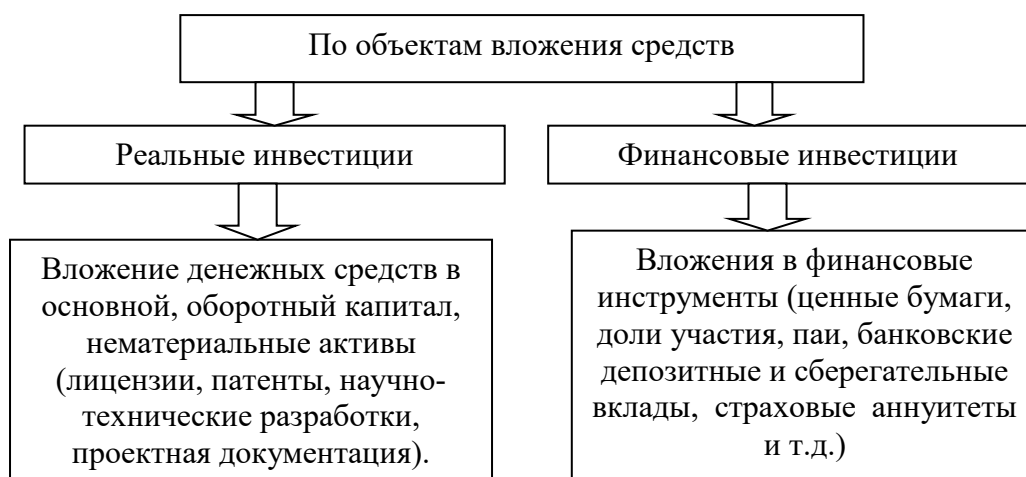 По объектам вложения средств
Реальные инвестиции
Финансовые инвестиции
Вложение денежных средств в
основной, оборотный капитал,
нематериальные активы
(лицензии, патенты, научно-
технические разработки,
проектная документация).
Вложения в финансовые
инструменты (ценные бумаги,
доли участия, паи, банковские
депозитные и сберегательные
вклады, страховые аннуитеты
и т.д.)